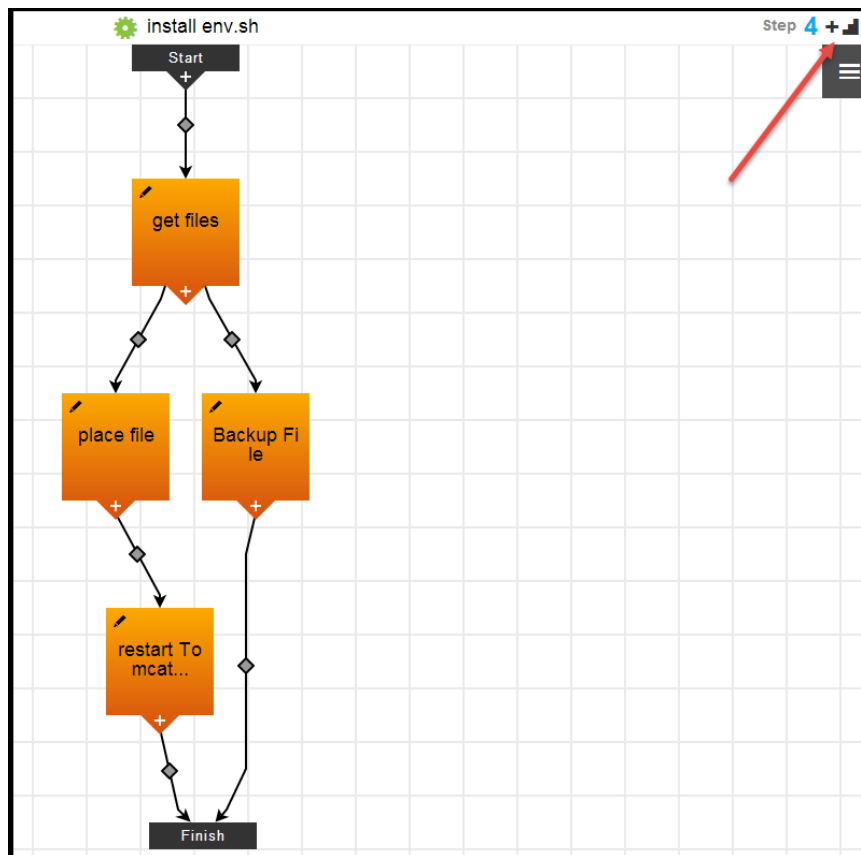 install env.sh
Step 4 +
Start
+
get files
+
place file
+
Backup Fi
le
+
restart To
mcat...
+
Finish